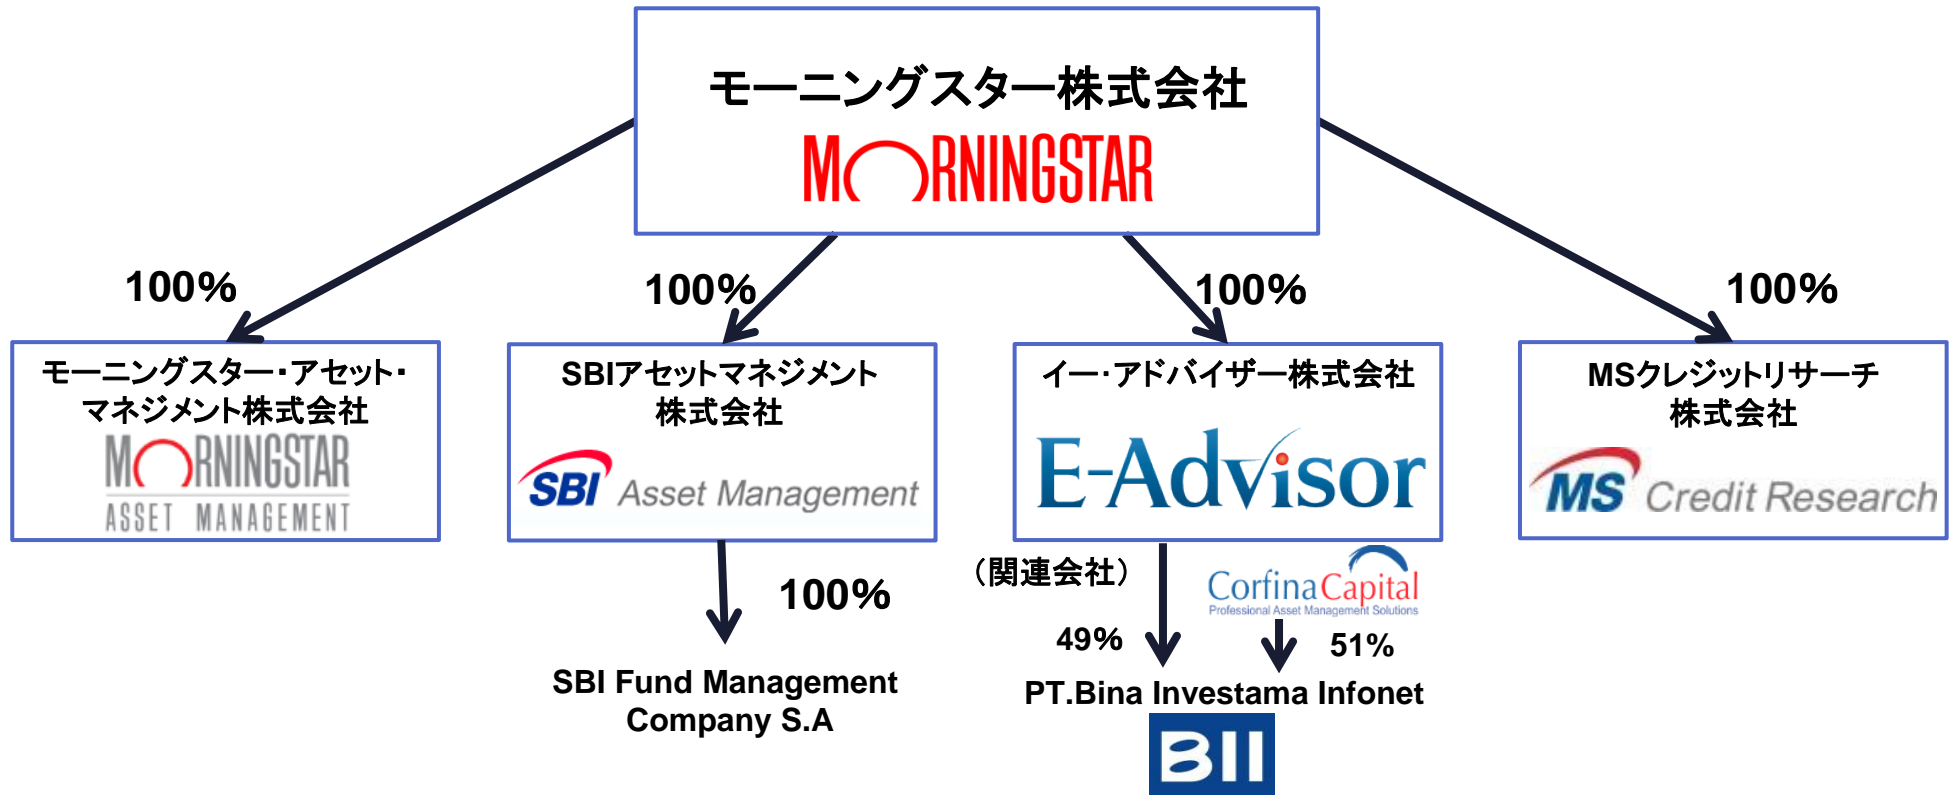 モーニングスター株式会社
MORNINGSTAR
100%
100%
100%
100%
モーニングスター・アセット・
マネジメント株式会社
MORNINGSTAR
ASSET MANAGEMENT
SBIアセットマネジメント
株式会社
SBI Asset Management
イー・アドバイザー株式会社
E-Advisor
MSクレジットリサーチ
株式会社
MS Credit Research
100%
SBI Fund Management
Company S.A
（関連会社）
Corfina Capital
Professional Asset Management Solutions
49%
51%
PT.Bina Investama Infonet
BII